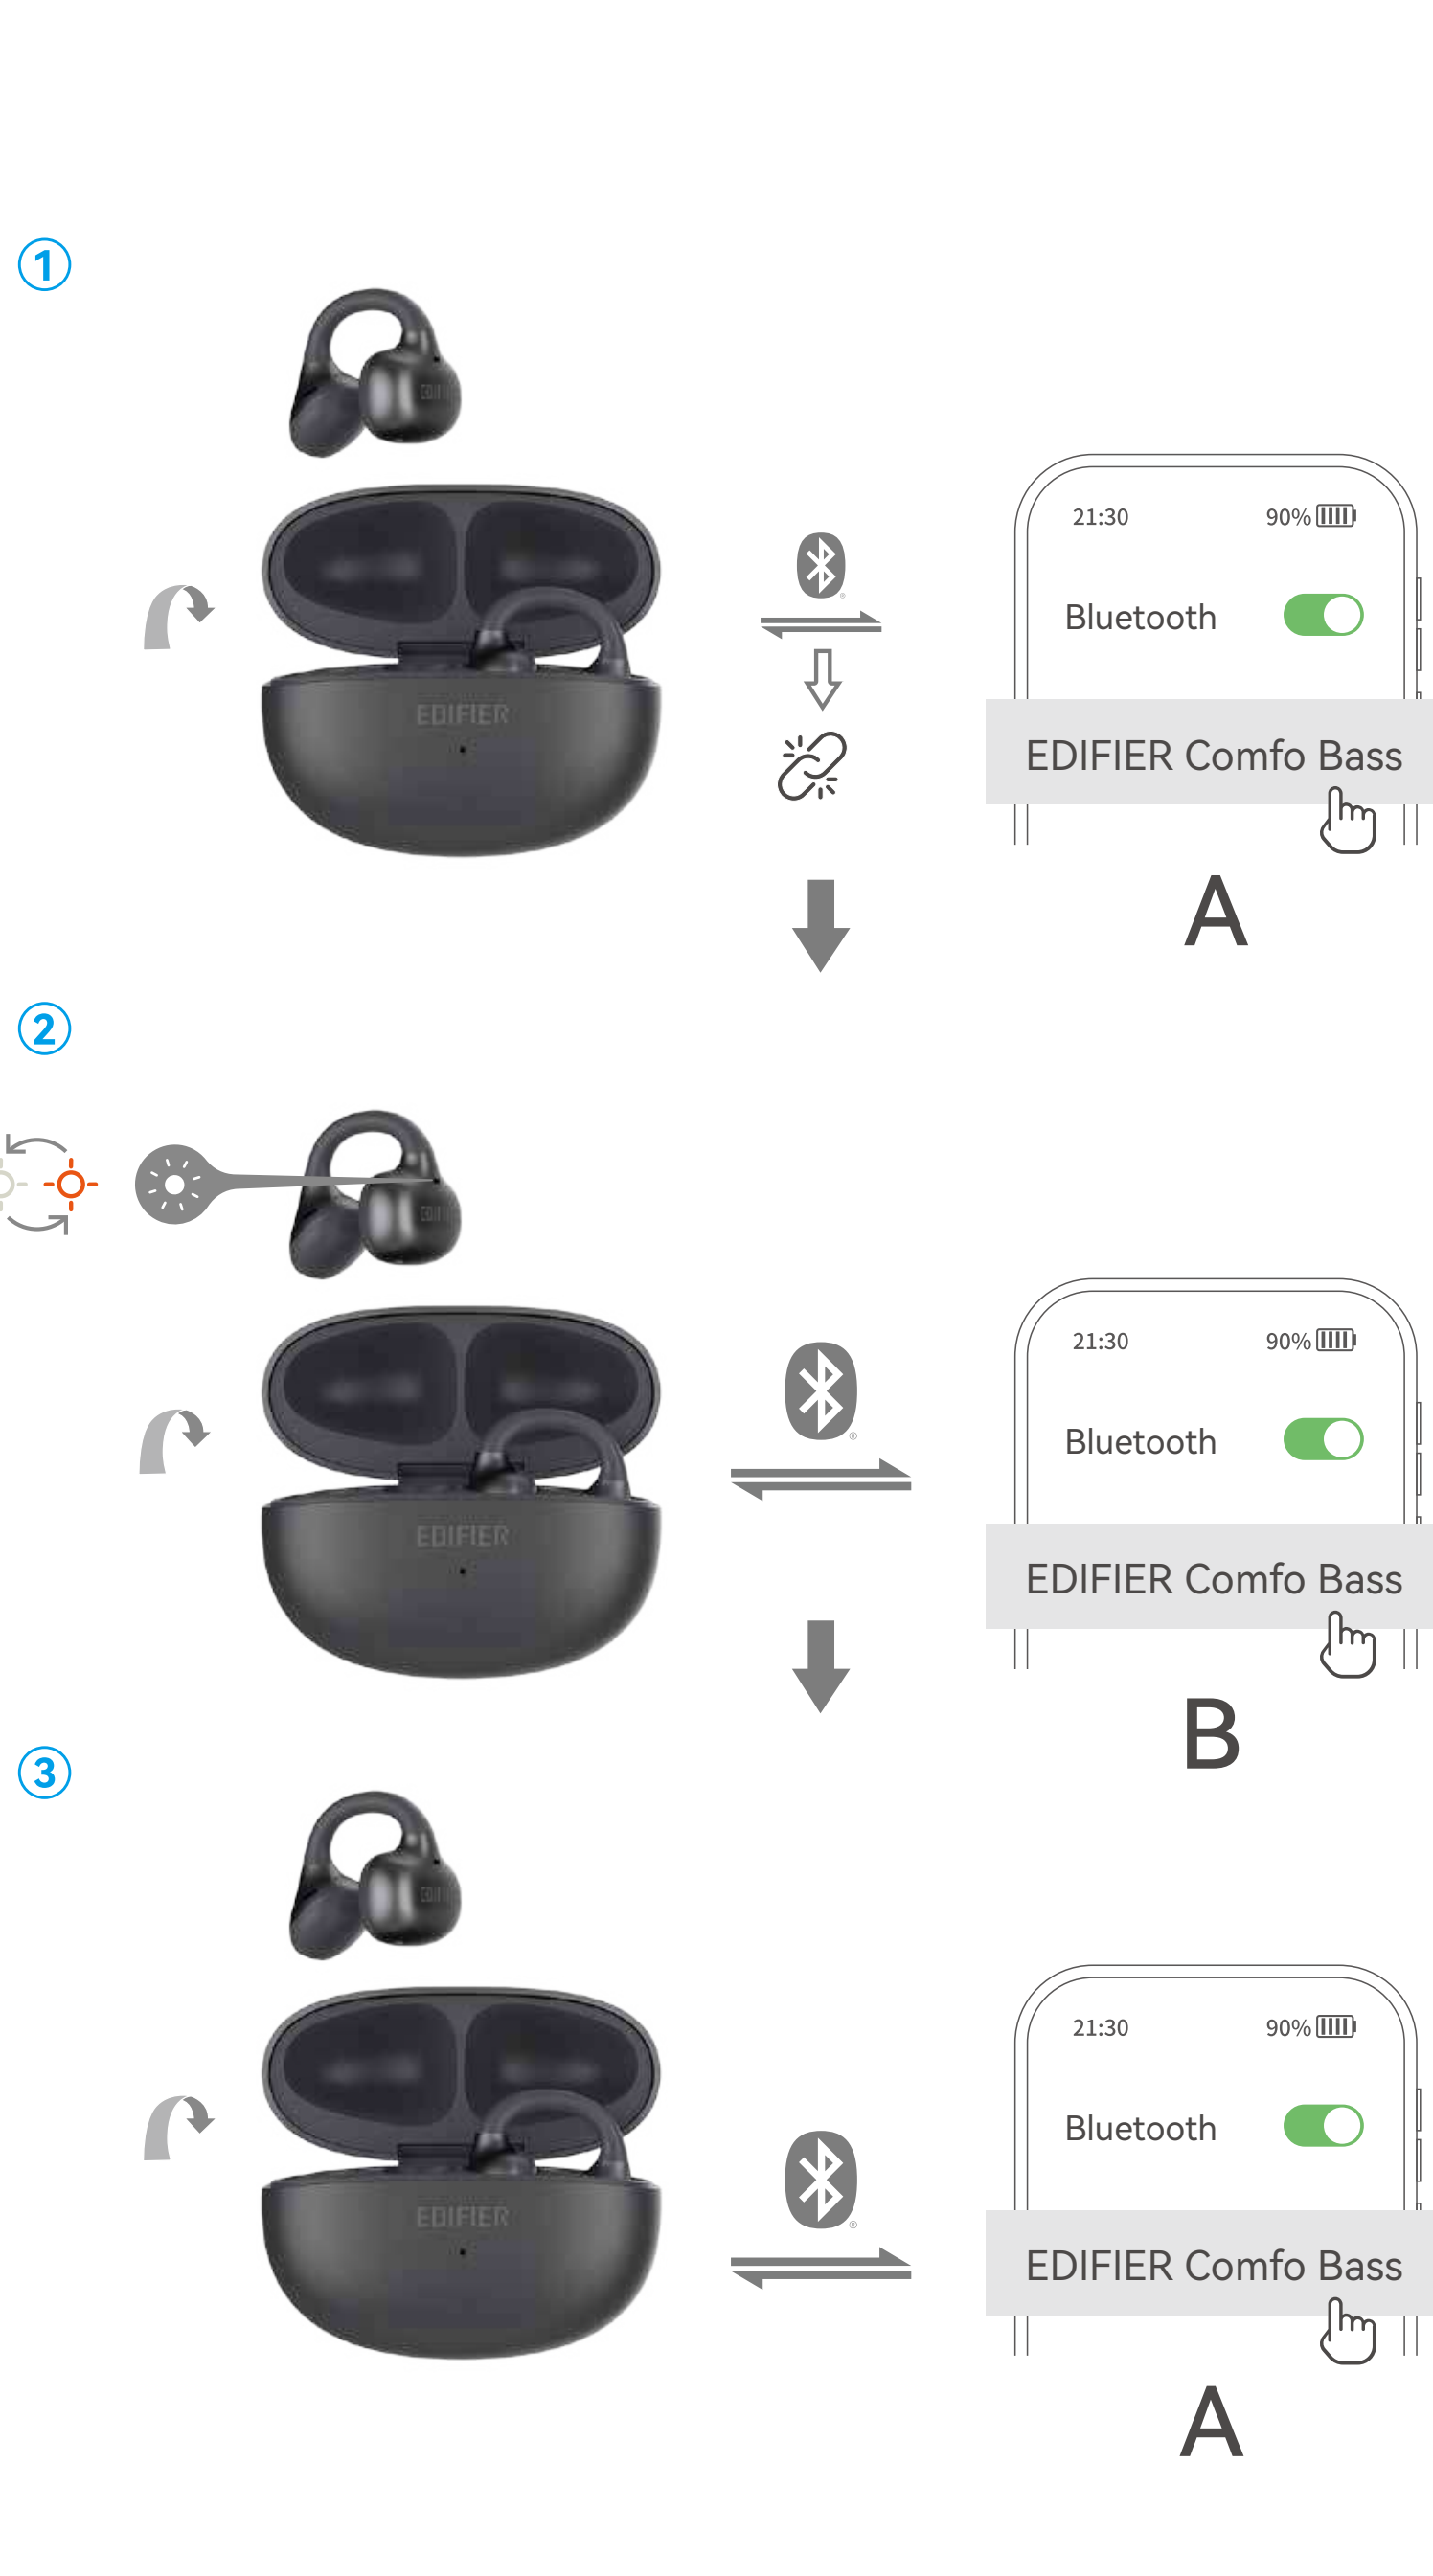 ①
EDIFIER
21:30 90%
Bluetooth
EDIFIER Comfo Bass
A
②
EDIFIER
21:30 90%
Bluetooth
EDIFIER Comfo Bass
B
③
EDIFIER
21:30 90%
Bluetooth
EDIFIER Comfo Bass
A